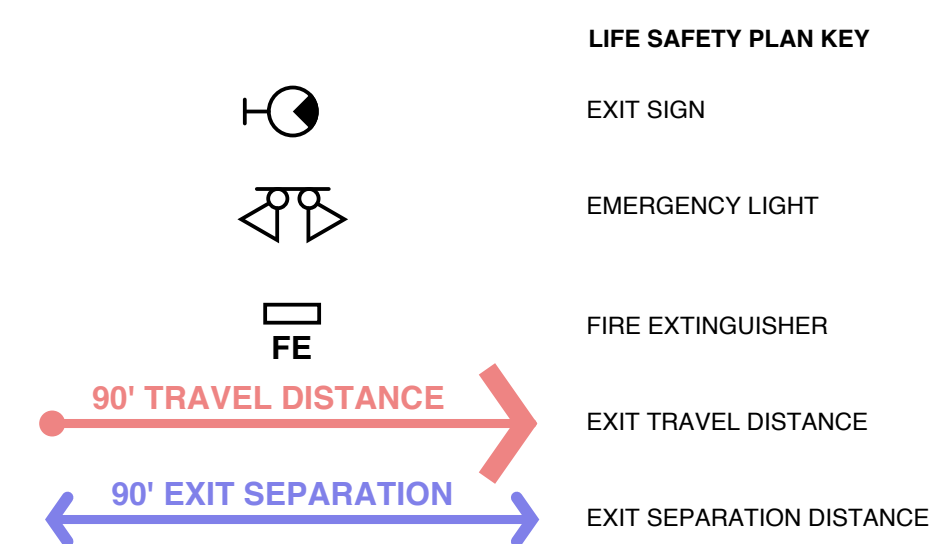 LIFE SAFETY PLAN KEY
EXIT SIGN
EMERGENCY LIGHT
FIRE EXTINGUISHER
FE
90' TRAVEL DISTANCE
EXIT TRAVEL DISTANCE
90' EXIT SEPARATION
EXIT SEPARATION DISTANCE